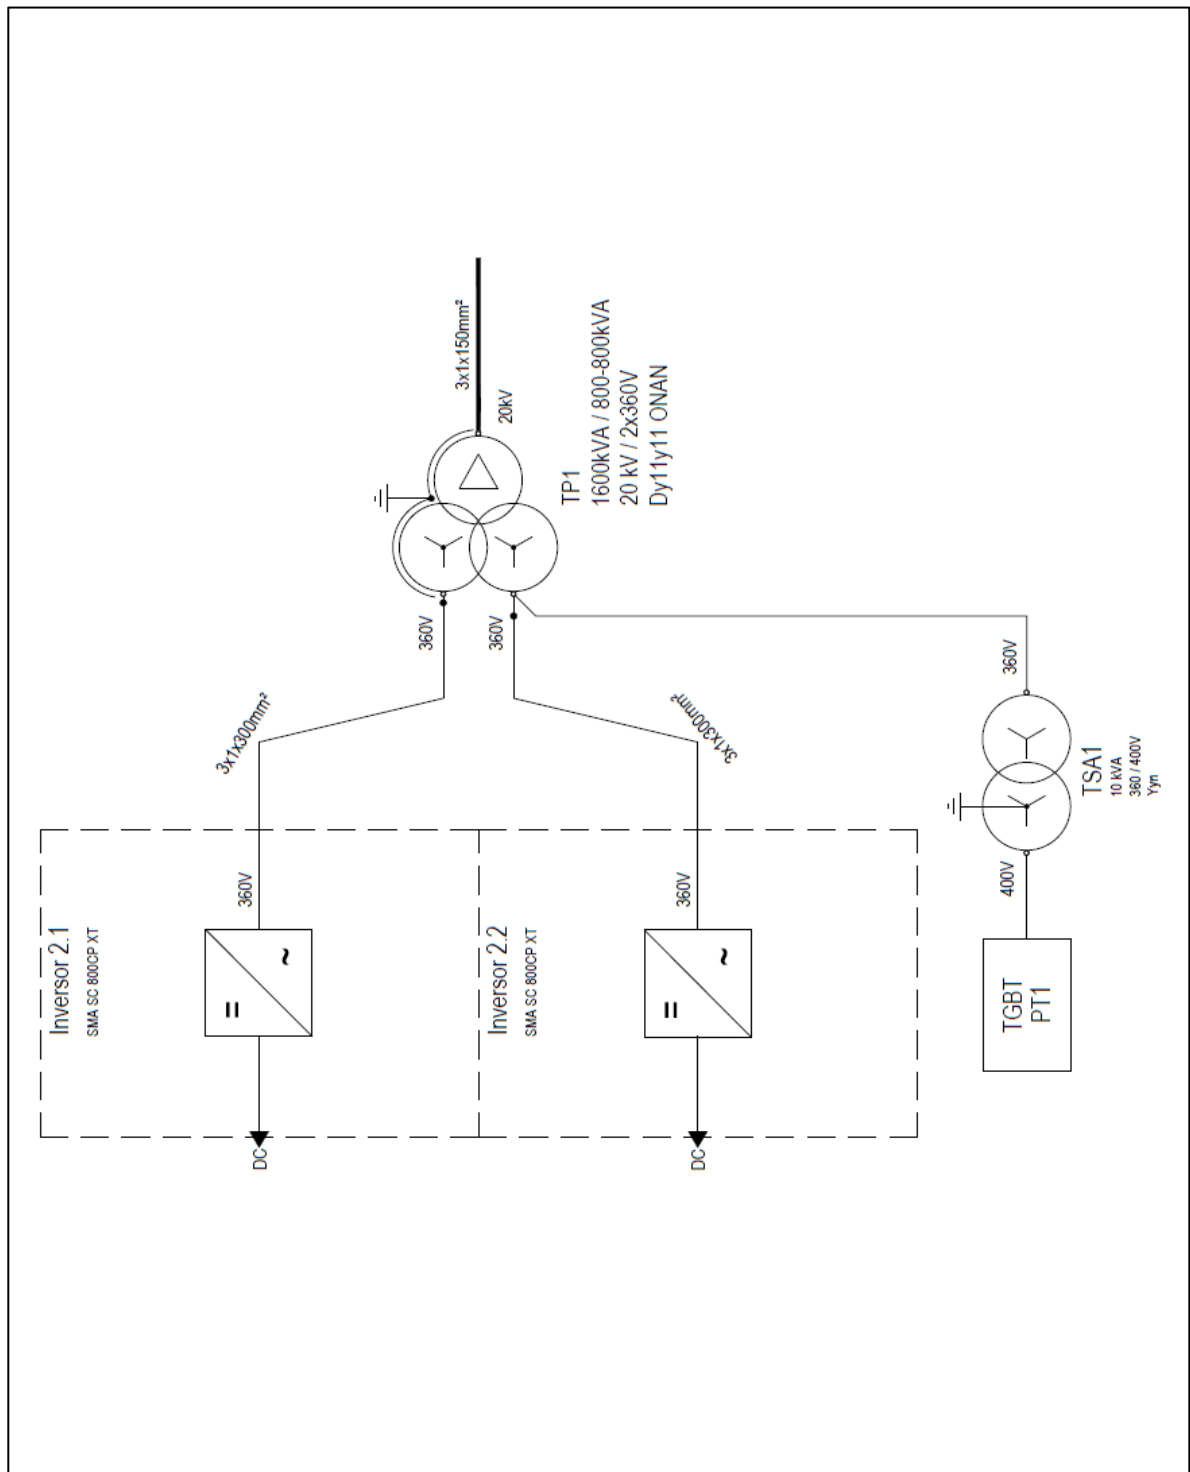 3x1x150mm²
20kV
TP1
1600kVA / 800-800kVA
20 kV / 2x360V
Dy11y11 ONAN
360V
360V
3x1x300mm²
3x1x300mm²
360V
TSA1
10 kVA
360 / 400V
Yyn
400V
TGBT
PT1
Inversor 2.1
SMA SC 800CP XT
360V
=
~
DC
Inversor 2.2
SMA SC 800CP XT
360V
=
~
DC